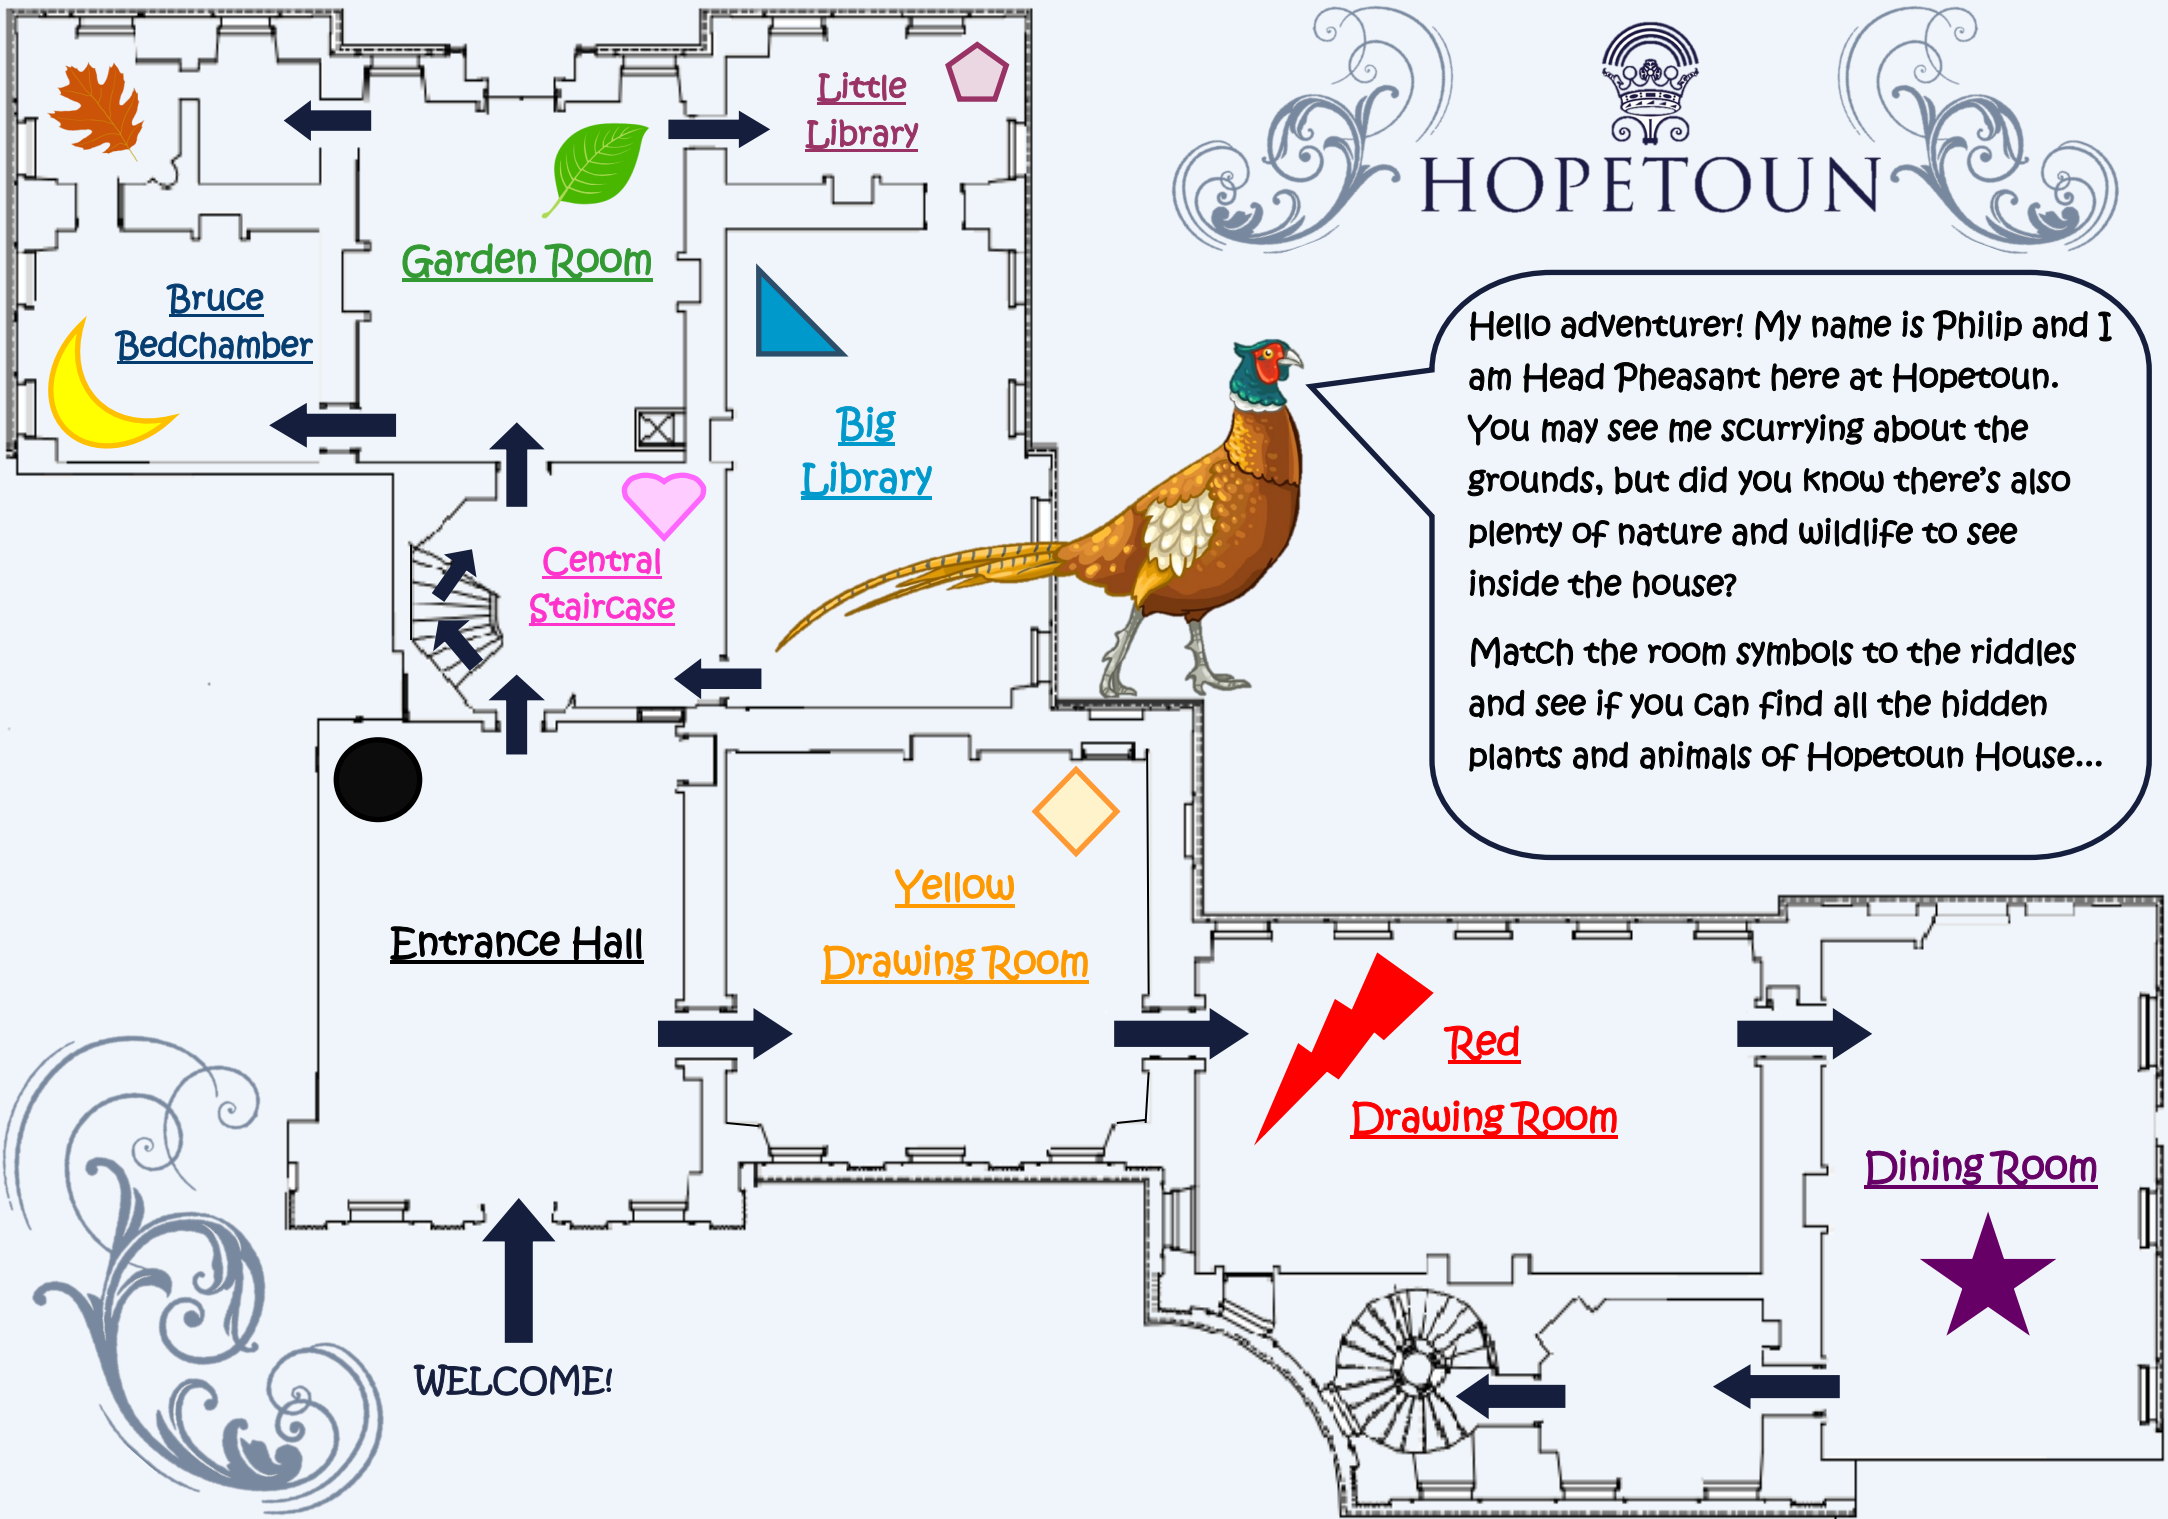 HOPETOUN
Little
Library
Garden Room
Bruce
Bedchamber
Big
Library
Central
Staircase
Hello adventurer! My name is Philip and I
am Head Pheasant here at Hopetoun.
You may see me scurrying about the
grounds, but did you know there’s also
plenty of nature and wildlife to see
inside the house?
Match the room symbols to the riddles
and see if you can find all the hidden
plants and animals of Hopetoun House...
Yellow
Drawing Room
Entrance Hall
Red
Drawing Room
Dining Room
WELCOME!